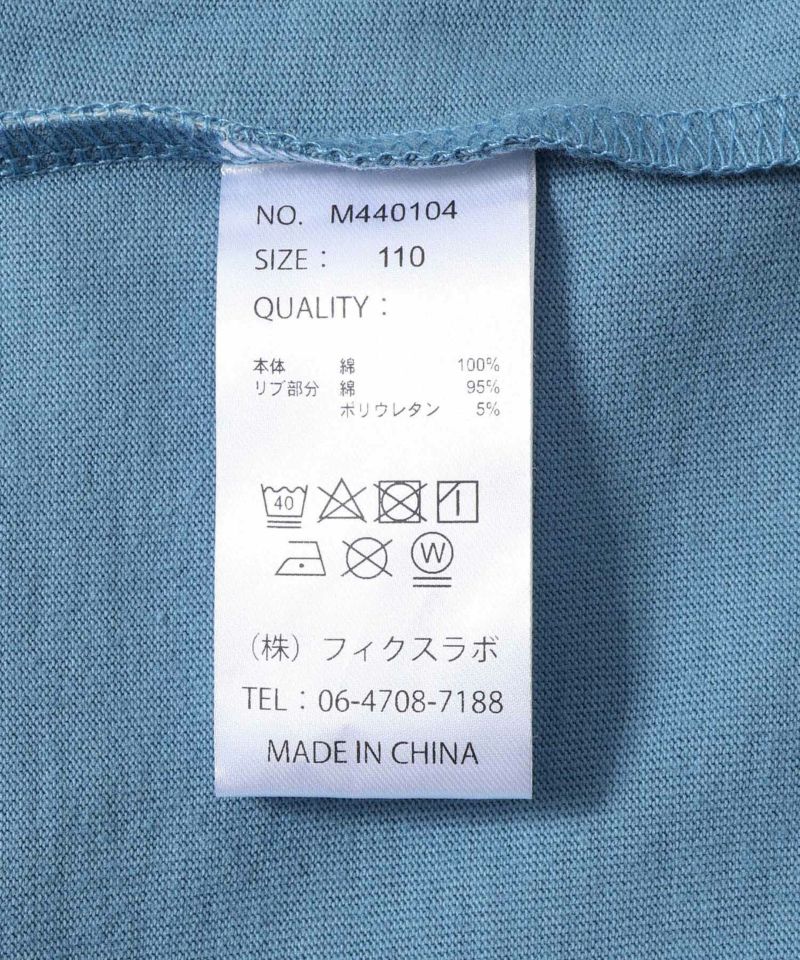 NO. M440104
SIZE： 110
QUALITY：
本体 綿 100%
リブ部分 綿 95%
ポリウレタン 5%
40
W
（株）フィクスラボ
TEL：06-4708-7188
MADE IN CHINA